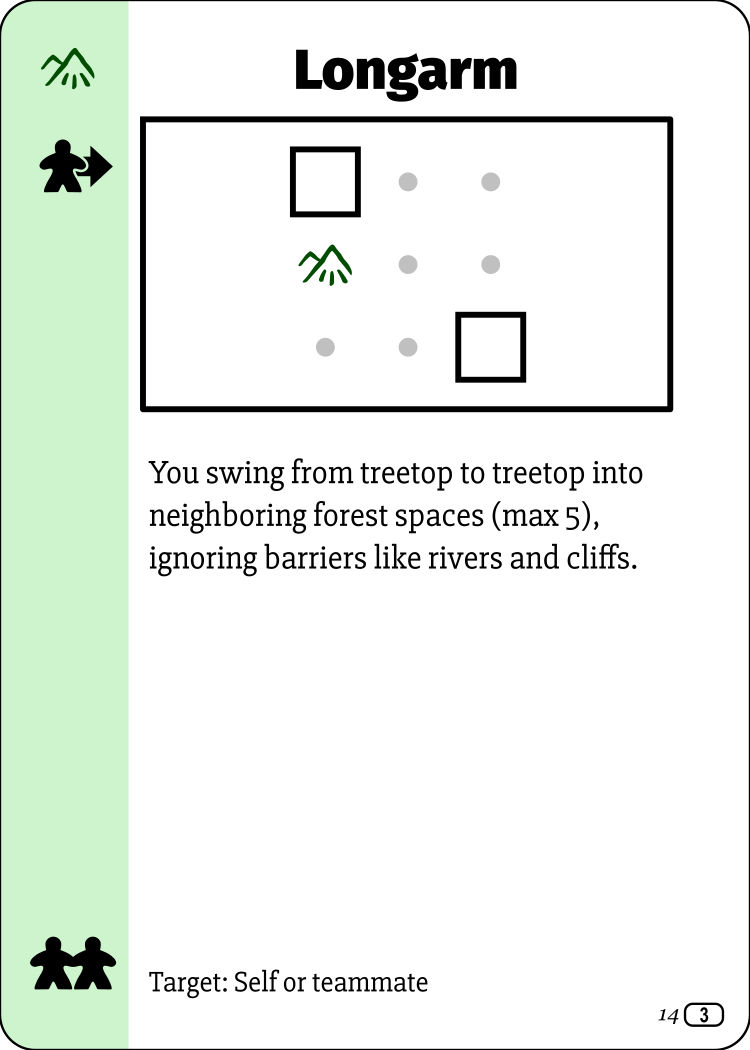 Longarm
You swing from treetop to treetop into
neighboring forest spaces (max 5),
ignoring barriers like rivers and cliffs.
Target: Self or teammate
14 3